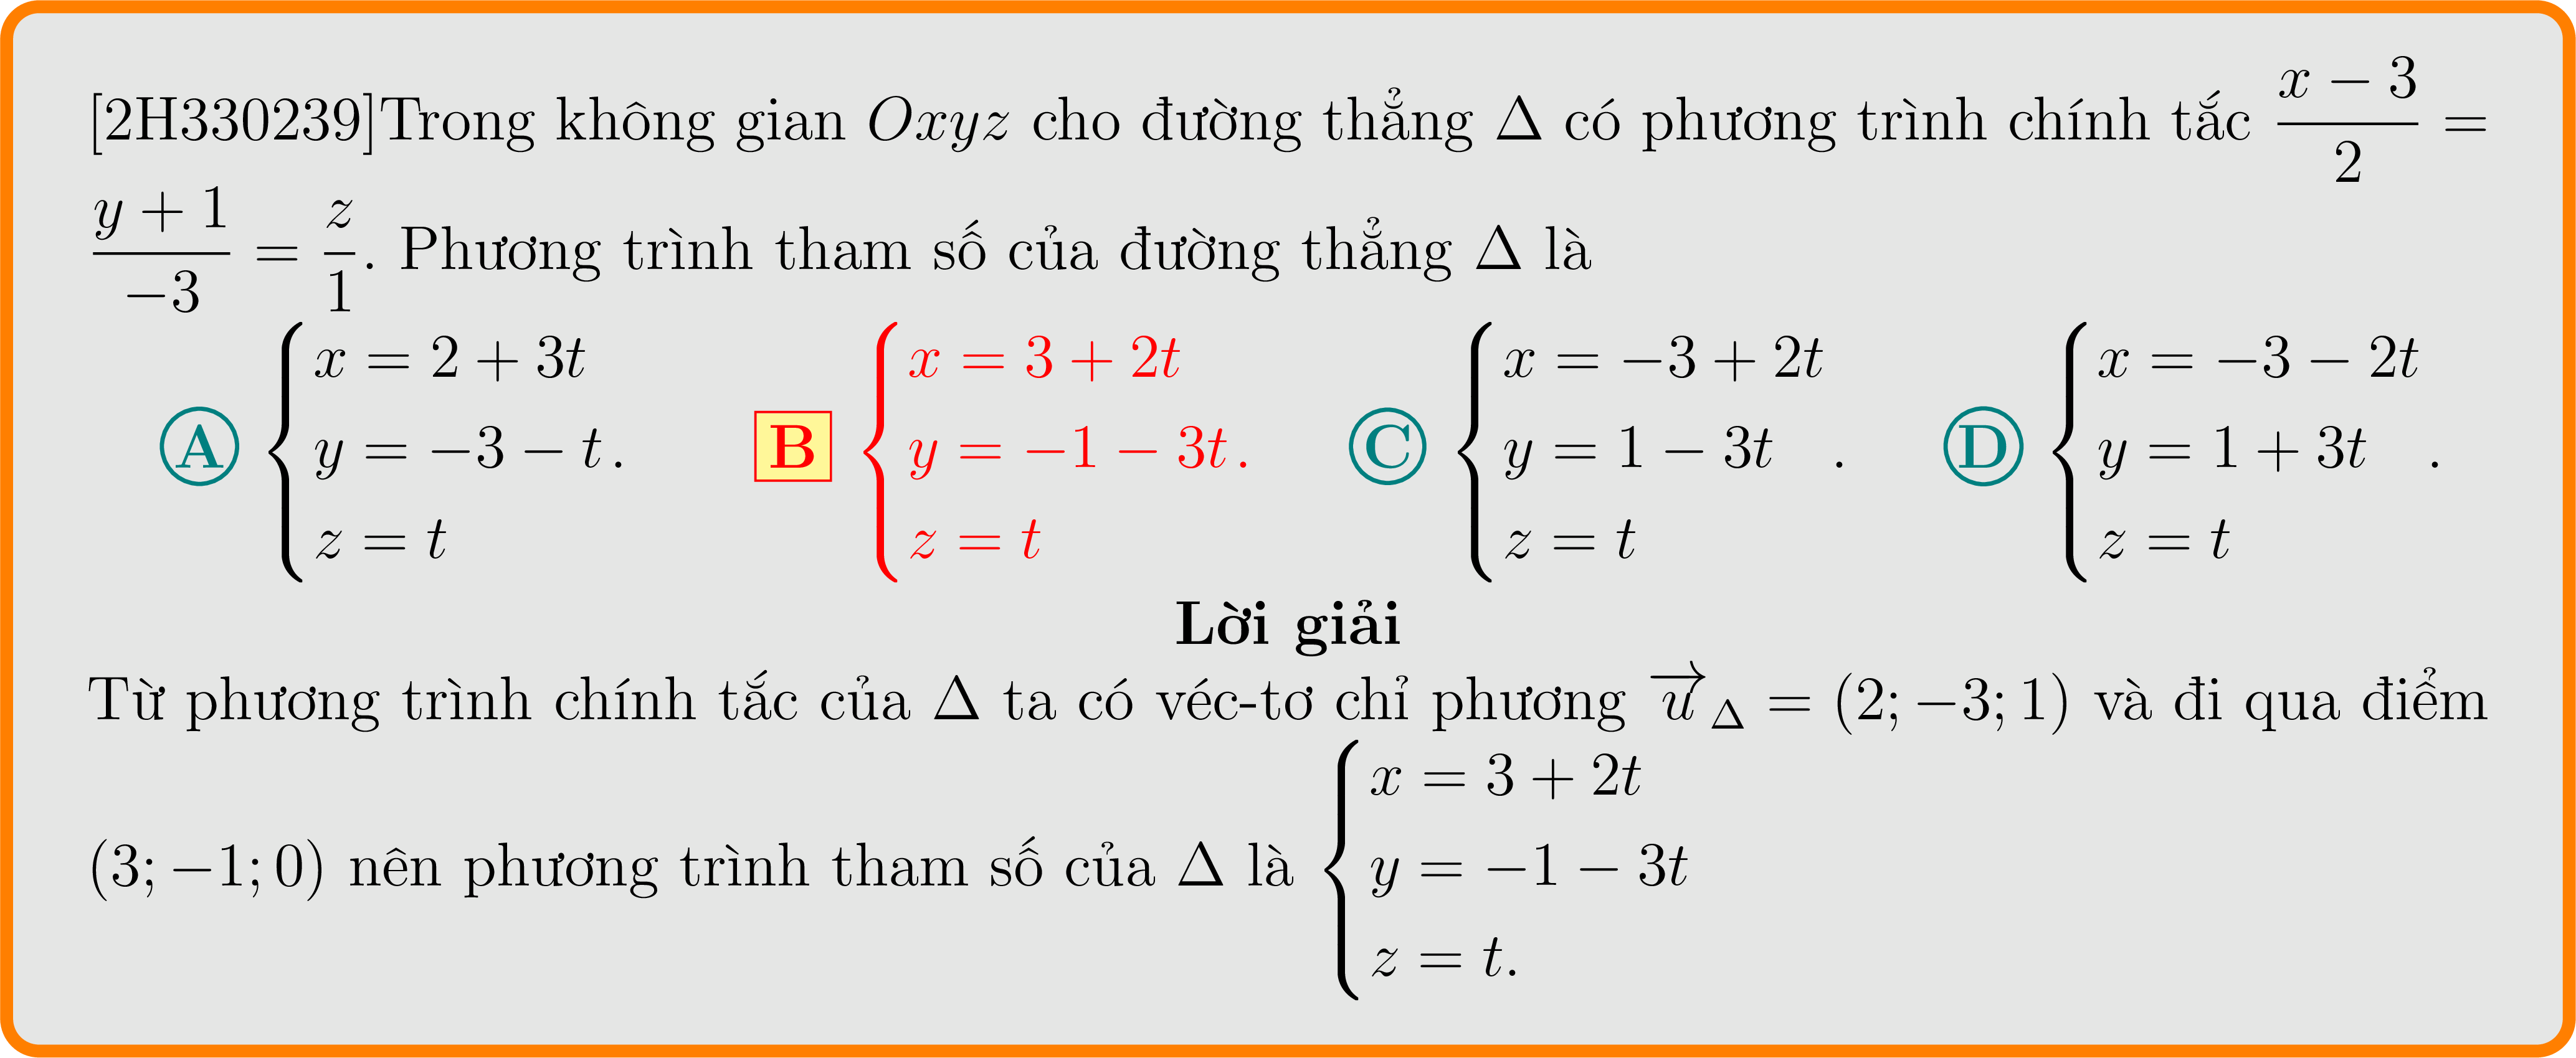 [2H330239]Trong không gian $Oxyz$ cho đường thẳng $\Delta$ có phương trình chính tắc $\dfrac{x-3}{2} =$
$\dfrac{y+1}{-3} = \dfrac{z}{1}$. Phương trình tham số của đường thẳng $\Delta$ là
A $\begin{cases} x = 2+3t \\ y = -3-t \\ z = t \end{cases}$. B $\begin{cases} x = 3+2t \\ y = -1-3t \\ z = t \end{cases}$. C $\begin{cases} x = -3+2t \\ y = 1-3t \\ z = t \end{cases}$. D $\begin{cases} x = -3-2t \\ y = 1+3t \\ z = t \end{cases}$.
Lời giải
Từ phương trình chính tắc của $\Delta$ ta có véc-tơ chỉ phương $\overrightarrow{u}_{\Delta} = (2;-3;1)$ và đi qua điểm
$(3;-1;0)$ nên phương trình tham số của $\Delta$ là $\begin{cases} x = 3+2t \\ y = -1-3t \\ z = t. \end{cases}$